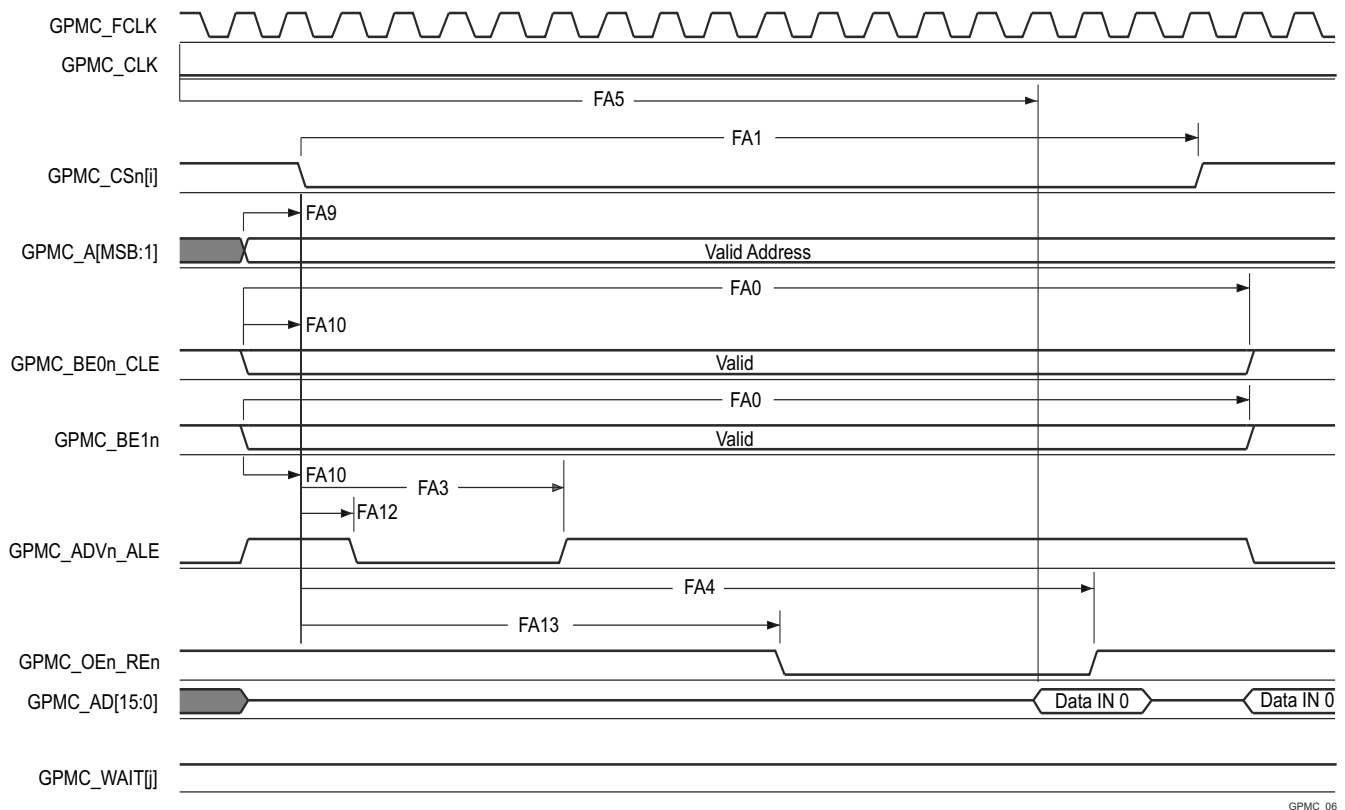 GPMC_FCLK
GPMC_CLK
FA5
FA1
GPMC_CSn[i]
FA9
GPMC_A[MSB:1]
Valid Address
FA0
FA10
GPMC_BE0n_CLE
Valid
FA0
GPMC_BE1n
Valid
FA10
FA3
FA12
GPMC_ADVn_ALE
FA4
FA13
GPMC_OEn_REn
GPMC_AD[15:0]
Data IN 0
Data IN 0
GPMC_WAIT[j]
GPMC_06